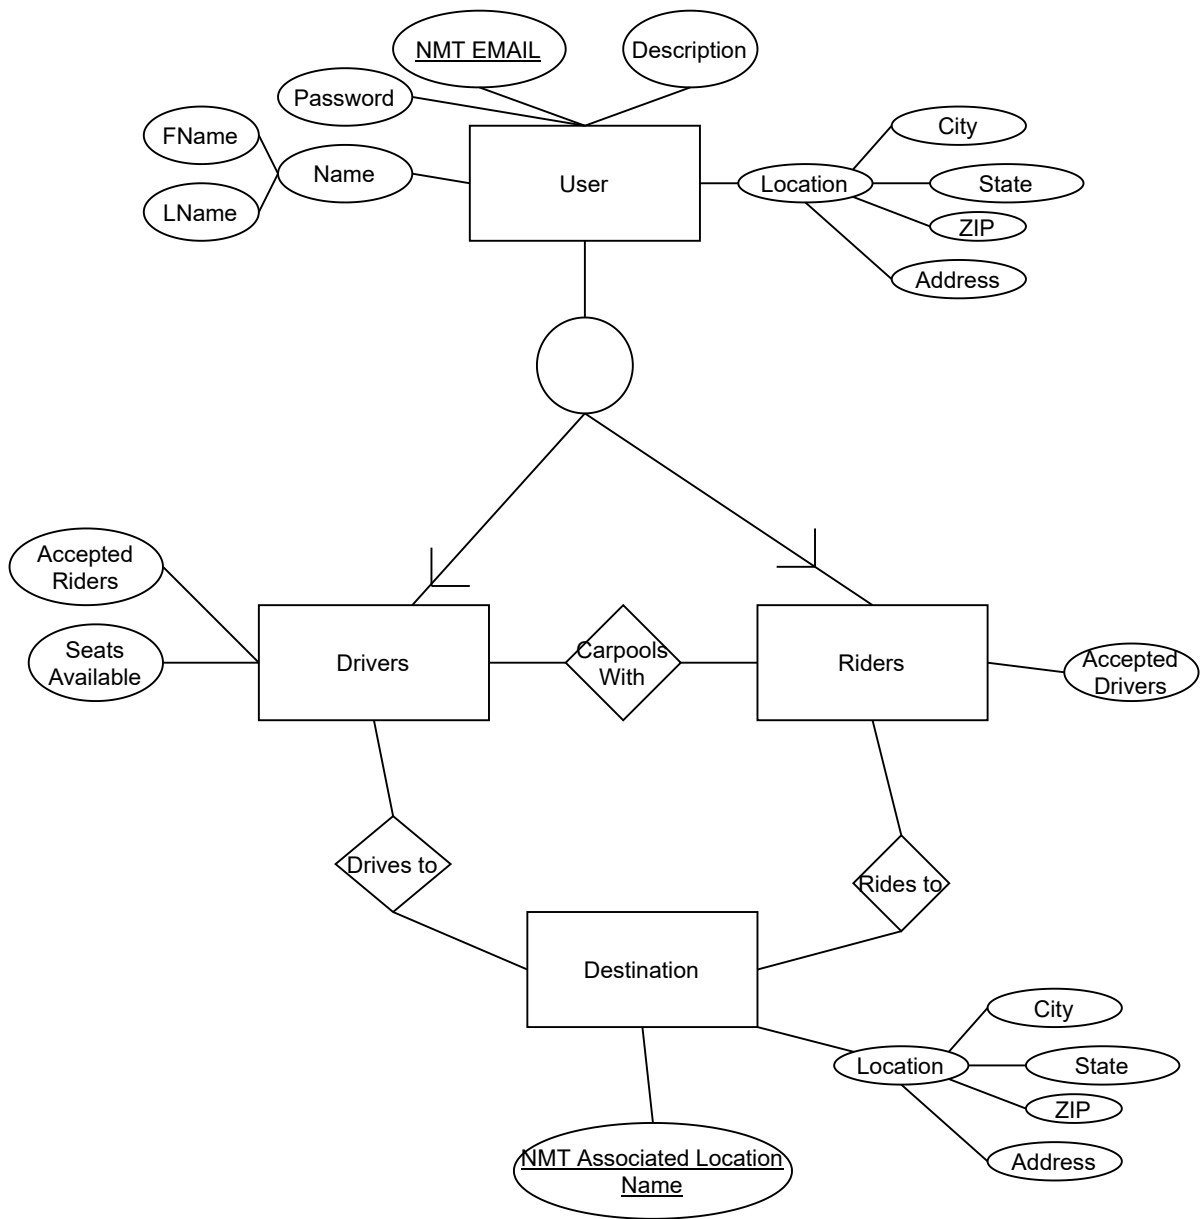 NMT EMAIL
Description
Password
FName
Name
LName
User
City
Location
State
ZIP
Address
Accepted
Riders
Seats
Available
Drivers
Carpools
With
Riders
Accepted
Drivers
Drives to
Rides to
Destination
City
Location
State
ZIP
Address
NMT Associated Location
Name